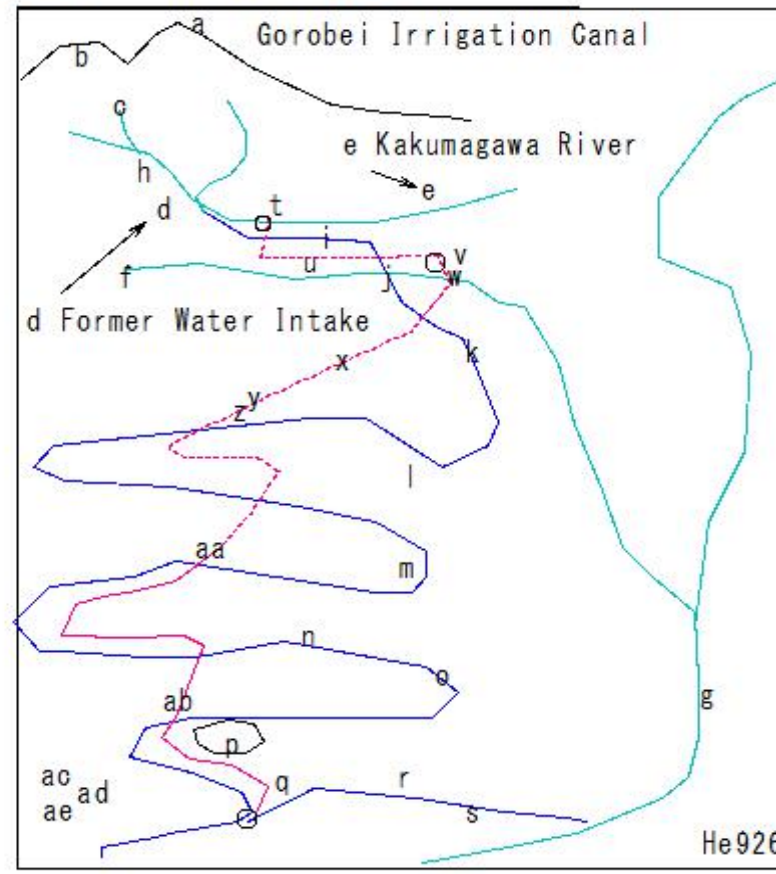 a
Gorobei Irrigation Canal
b
c
e Kakumagawa River
h
e
d
t
i
v
u
f
j
w
d Former Water Intake
k
x
y
z
l
aa
m
n
o
ab
g
p
ac
q
r
ad
ae
s
He926